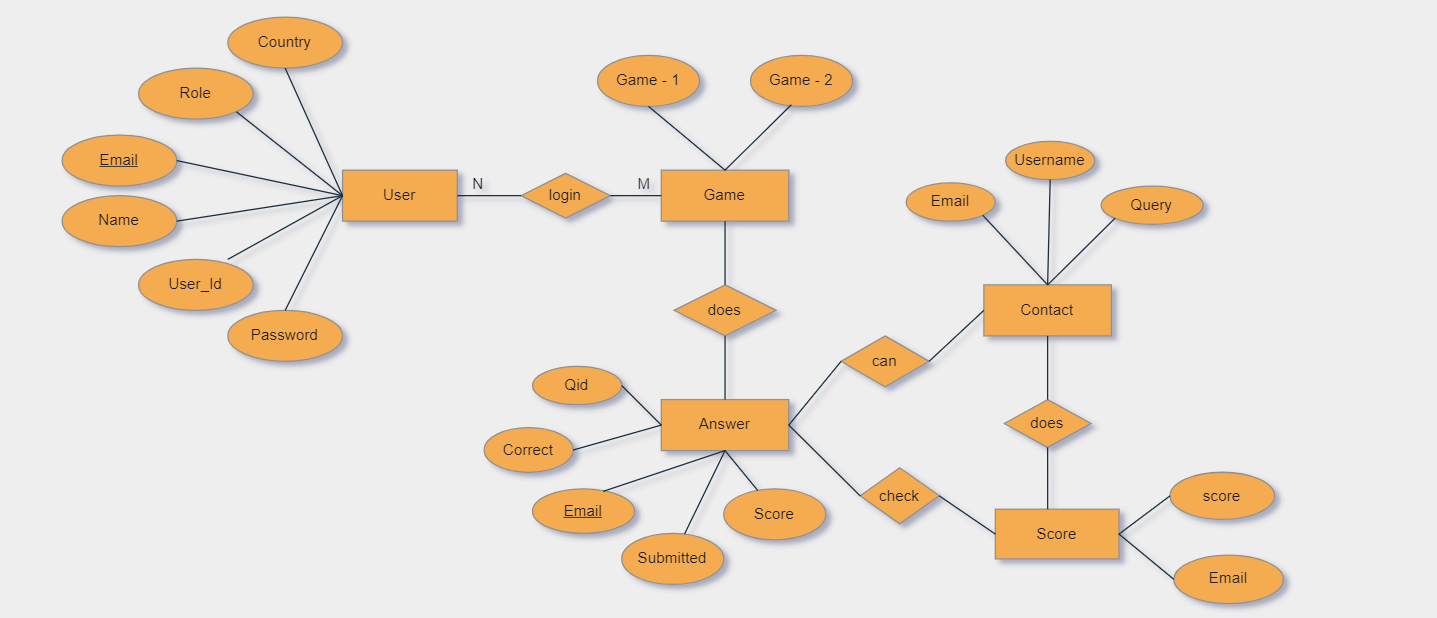 Country
Role
Email
Name
User_Id
Password
User
N
login
M
Game - 1
Game - 2
Game
does
Answer
Qid
Correct
Email
Submitted
Score
can
check
Email
Username
Query
Contact
does
Score
score
Email